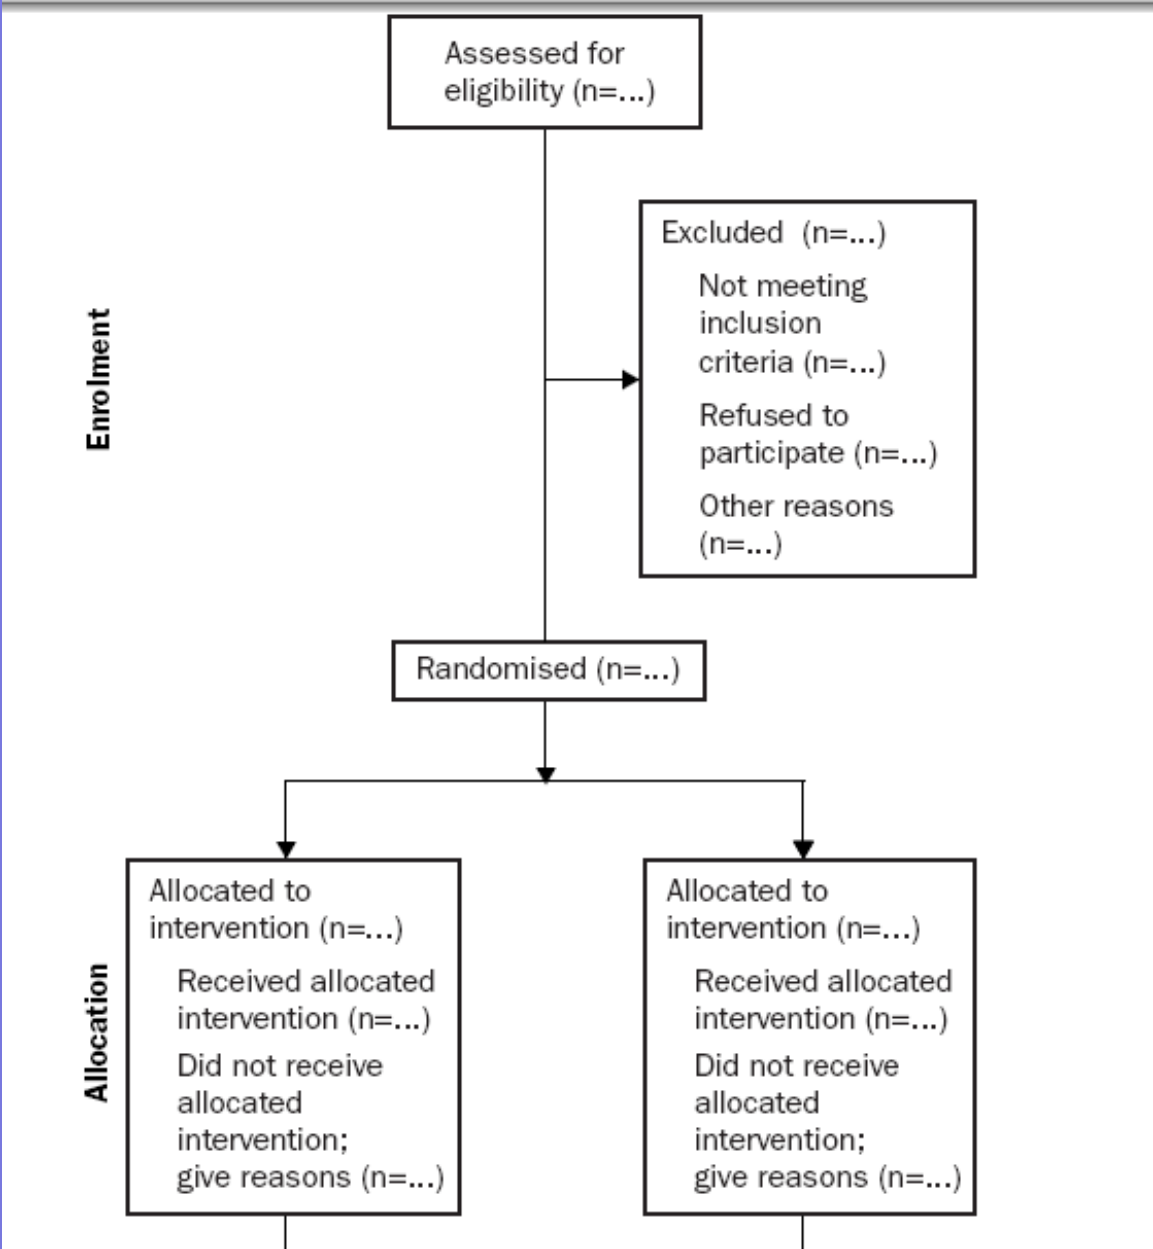 Assessed for
eligibility (n=...)
Enrolment
Excluded (n=...)
Not meeting
inclusion
criteria (n=...)
Refused to
participate (n=...)
Other reasons
(n=...)
Randomised (n=...)
Allocation
Allocated to
intervention (n=...)
Received allocated
intervention (n=...)
Did not receive
allocated
intervention;
give reasons (n=...)
Allocated to
intervention (n=...)
Received allocated
intervention (n=...)
Did not receive
allocated
intervention;
give reasons (n=...)